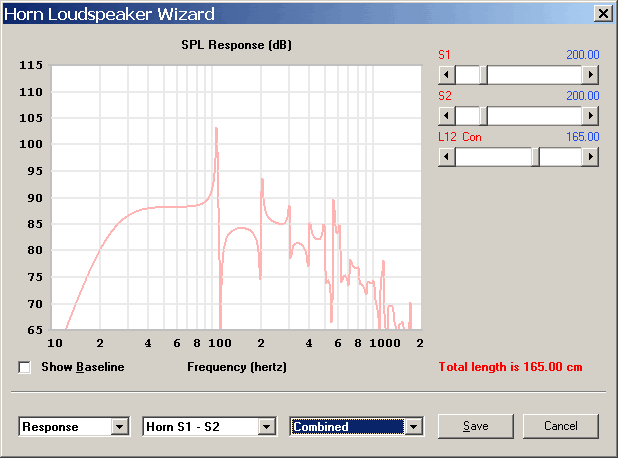 Horn Loudspeaker Wizard
SPL Response (dB)
S1 200.00
S2 200.00
L12 Con 165.00
115
110
105
100
95
90
85
80
75
70
65
10 2 4 6 8 100 2 4 6 8 1000 2
Show Baseline
Frequency (hertz)
Total length is 165.00 cm
Response
Horn S1 - S2
Combined
Save
Cancel